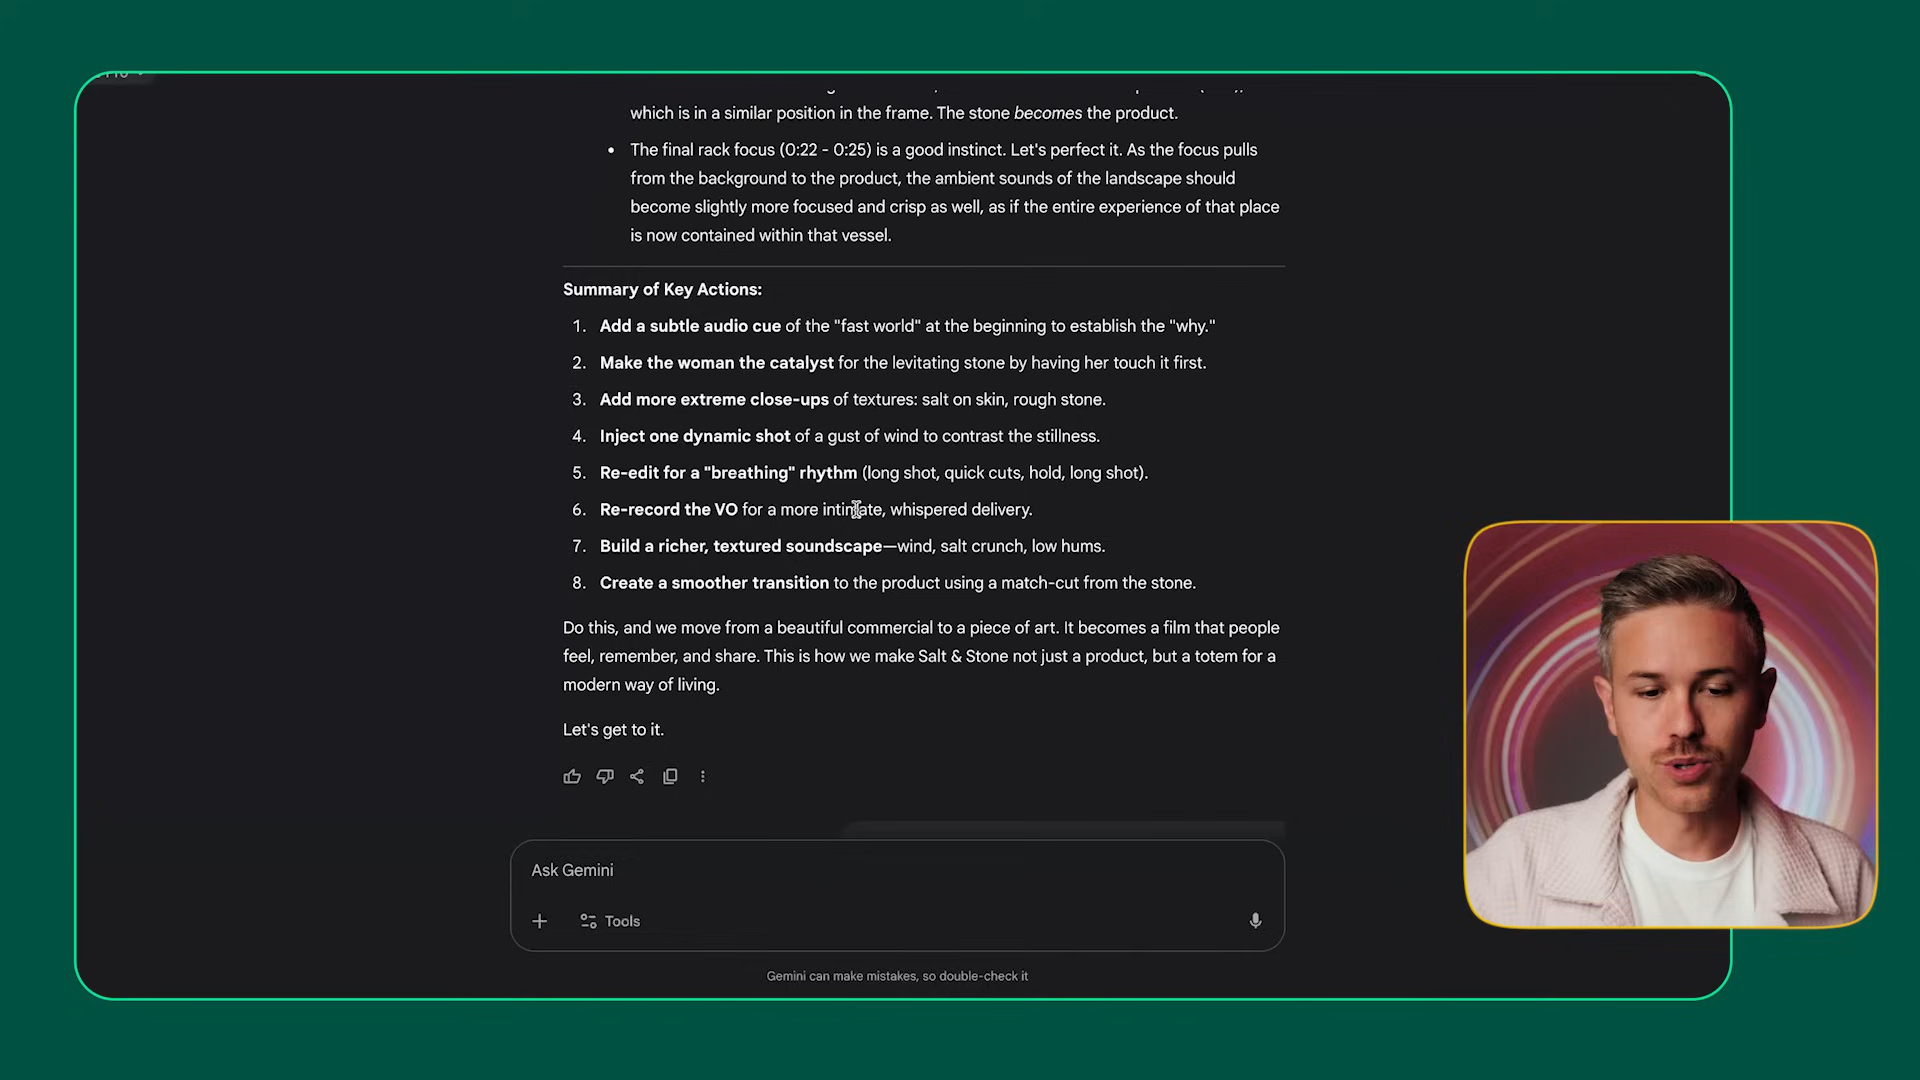 which is in a similar position in the frame. The stone becomes the product.
• The final rack focus (0:22 - 0:25) is a good instinct. Let's perfect it. As the focus pulls
from the background to the product, the ambient sounds of the landscape should
become slightly more focused and crisp as well, as if the entire experience of that place
is now contained within that vessel.
Summary of Key Actions:
1. Add a subtle audio cue of the "fast world" at the beginning to establish the "why."
2. Make the woman the catalyst for the levitating stone by having her touch it first.
3. Add more extreme close-ups of textures: salt on skin, rough stone.
4. Inject one dynamic shot of a gust of wind to contrast the stillness.
5. Re-edit for a "breathing" rhythm (long shot, quick cuts, hold, long shot).
6. Re-record the VO for a more intimate, whispered delivery.
7. Build a richer, textured soundscape—wind, salt crunch, low hums.
8. Create a smoother transition to the product using a match-cut from the stone.
Do this, and we move from a beautiful commercial to a piece of art. It becomes a film that people
feel, remember, and share. This is how we make Salt & Stone not just a product, but a totem for a
modern way of living.
Let's get to it.
Ask Gemini
Tools
Gemini can make mistakes, so double-check it